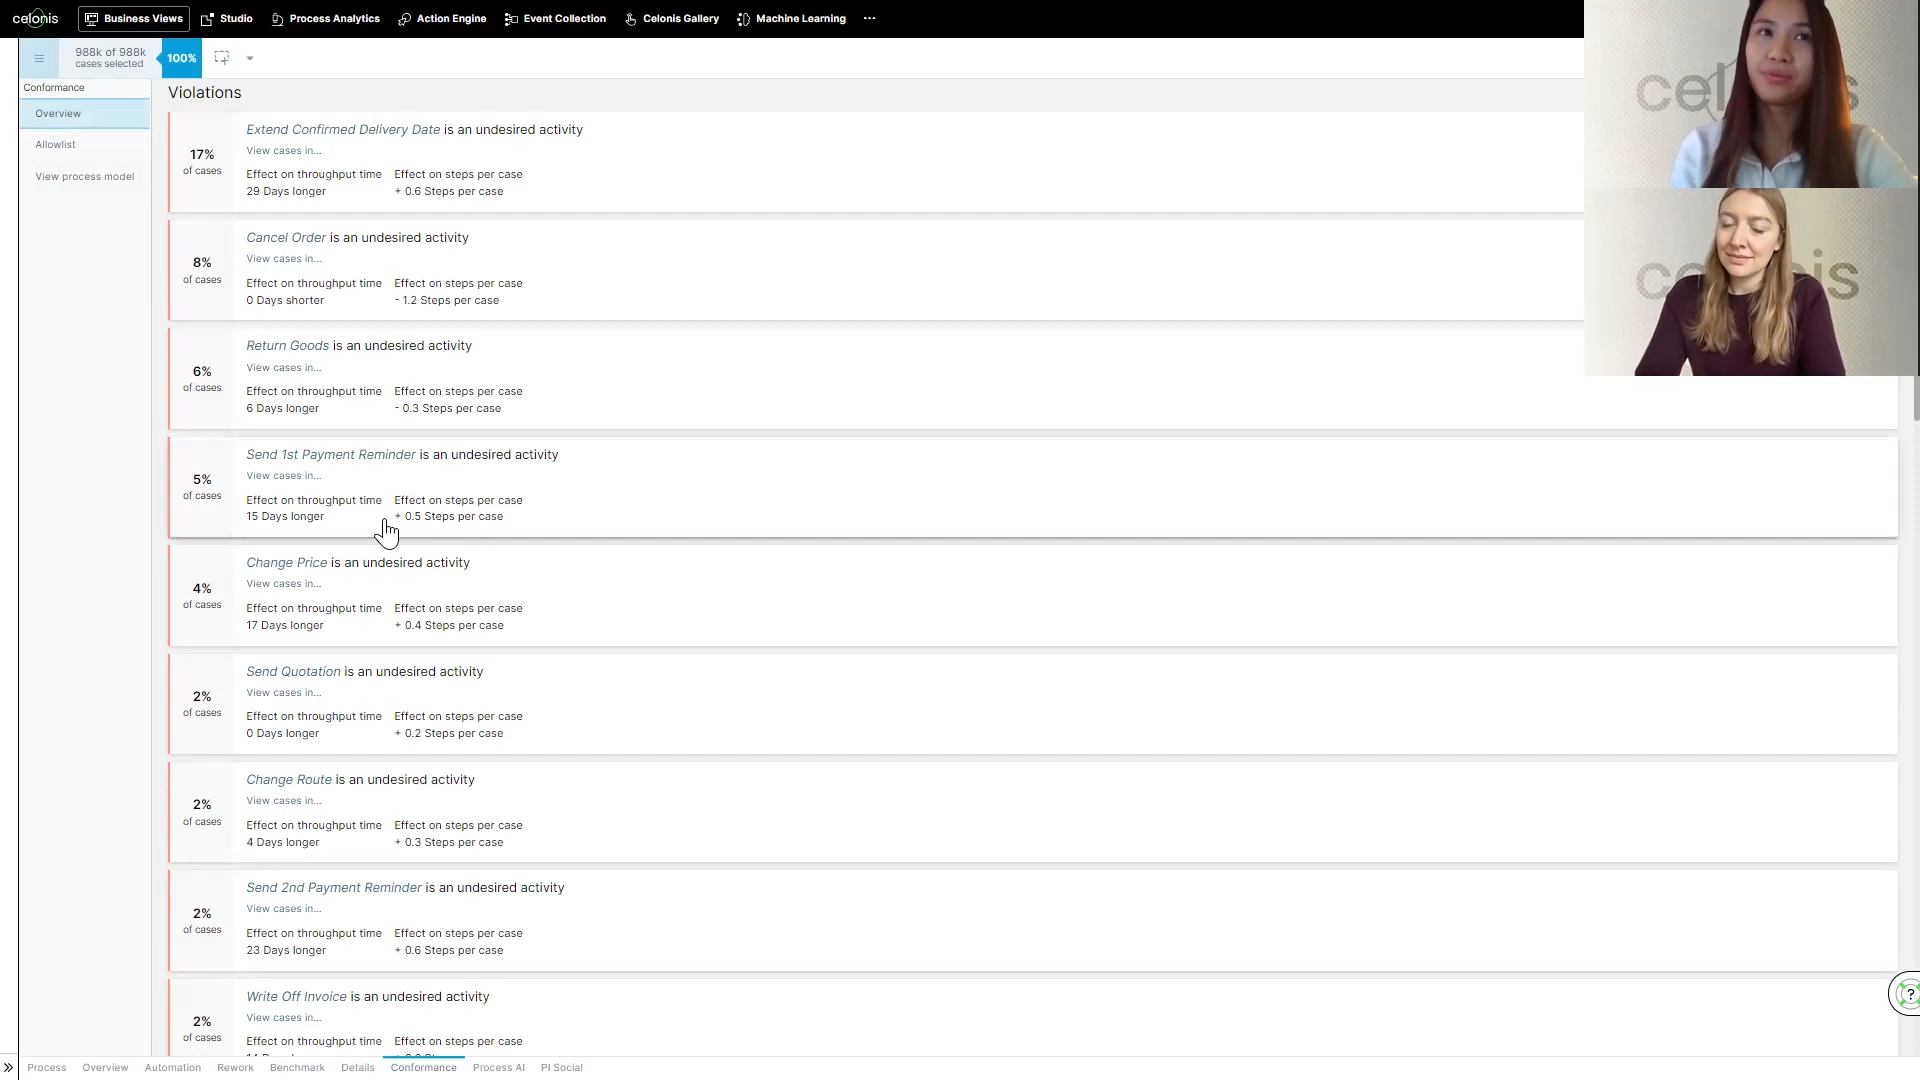 celonis
Business Views
Studio
Process Analytics
Action Engine
Event Collection
Celonis Gallery
Machine Learning
988k of 988k
cases selected
100%
Conformance
Overview
Allowlist
View process model
Violations
17%
of cases
Extend Confirmed Delivery Date is an undesired activity
View cases in...
Effect on throughput time Effect on steps per case
29 Days longer + 0.6 Steps per case
8%
of cases
Cancel Order is an undesired activity
View cases in...
Effect on throughput time Effect on steps per case
0 Days shorter - 1.2 Steps per case
6%
of cases
Return Goods is an undesired activity
View cases in...
Effect on throughput time Effect on steps per case
6 Days longer - 0.3 Steps per case
5%
of cases
Send 1st Payment Reminder is an undesired activity
View cases in...
Effect on throughput time Effect on steps per case
15 Days longer + 0.5 Steps per case
4%
of cases
Change Price is an undesired activity
View cases in...
Effect on throughput time Effect on steps per case
17 Days longer + 0.4 Steps per case
2%
of cases
Send Quotation is an undesired activity
View cases in...
Effect on throughput time Effect on steps per case
0 Days longer + 0.2 Steps per case
2%
of cases
Change Route is an undesired activity
View cases in...
Effect on throughput time Effect on steps per case
4 Days longer + 0.3 Steps per case
2%
of cases
Send 2nd Payment Reminder is an undesired activity
View cases in...
Effect on throughput time Effect on steps per case
23 Days longer + 0.6 Steps per case
2%
of cases
Write Off Invoice is an undesired activity
View cases in...
Effect on throughput time Effect on steps per case
?
Process Overview Automation Rework Benchmark Details Conformance Process AI PI Social